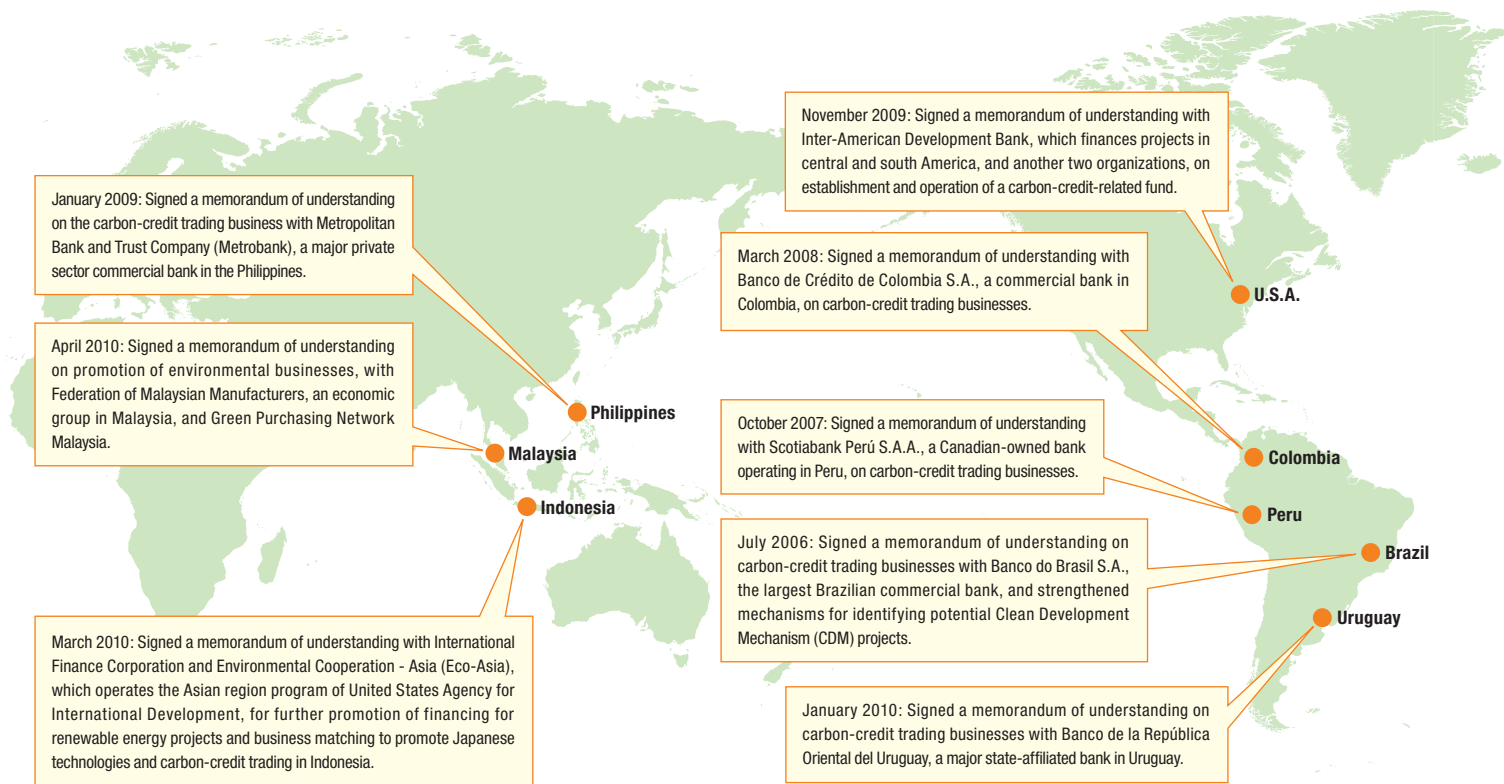 January 2009: Signed a memorandum of understanding
on the carbon-credit trading business with Metropolitan
Bank and Trust Company (Metrobank), a major private
sector commercial bank in the Philippines.
April 2010: Signed a memorandum of understanding
on promotion of environmental businesses, with
Federation of Malaysian Manufacturers, an economic
group in Malaysia, and Green Purchasing Network
Malaysia.
Philippines
Malaysia
Indonesia
March 2010: Signed a memorandum of understanding with International
Finance Corporation and Environmental Cooperation - Asia (Eco-Asia),
which operates the Asian region program of United States Agency for
International Development, for further promotion of financing for
renewable energy projects and business matching to promote Japanese
technologies and carbon-credit trading in Indonesia.
November 2009: Signed a memorandum of understanding with
Inter-American Development Bank, which finances projects in
central and south America, and another two organizations, on
establishment and operation of a carbon-credit-related fund.
March 2008: Signed a memorandum of understanding with
Banco de Crédito de Colombia S.A., a commercial bank in
Colombia, on carbon-credit trading businesses.
U.S.A.
October 2007: Signed a memorandum of understanding
with Scotiabank Perú S.A.A., a Canadian-owned bank
operating in Peru, on carbon-credit trading businesses.
Colombia
Peru
July 2006: Signed a memorandum of understanding on
carbon-credit trading businesses with Banco do Brasil S.A.,
the largest Brazilian commercial bank, and strengthened
mechanisms for identifying potential Clean Development
Mechanism (CDM) projects.
Brazil
Uruguay
January 2010: Signed a memorandum of understanding on
carbon-credit trading businesses with Banco de la República
Oriental del Uruguay, a major state-affiliated bank in Uruguay.